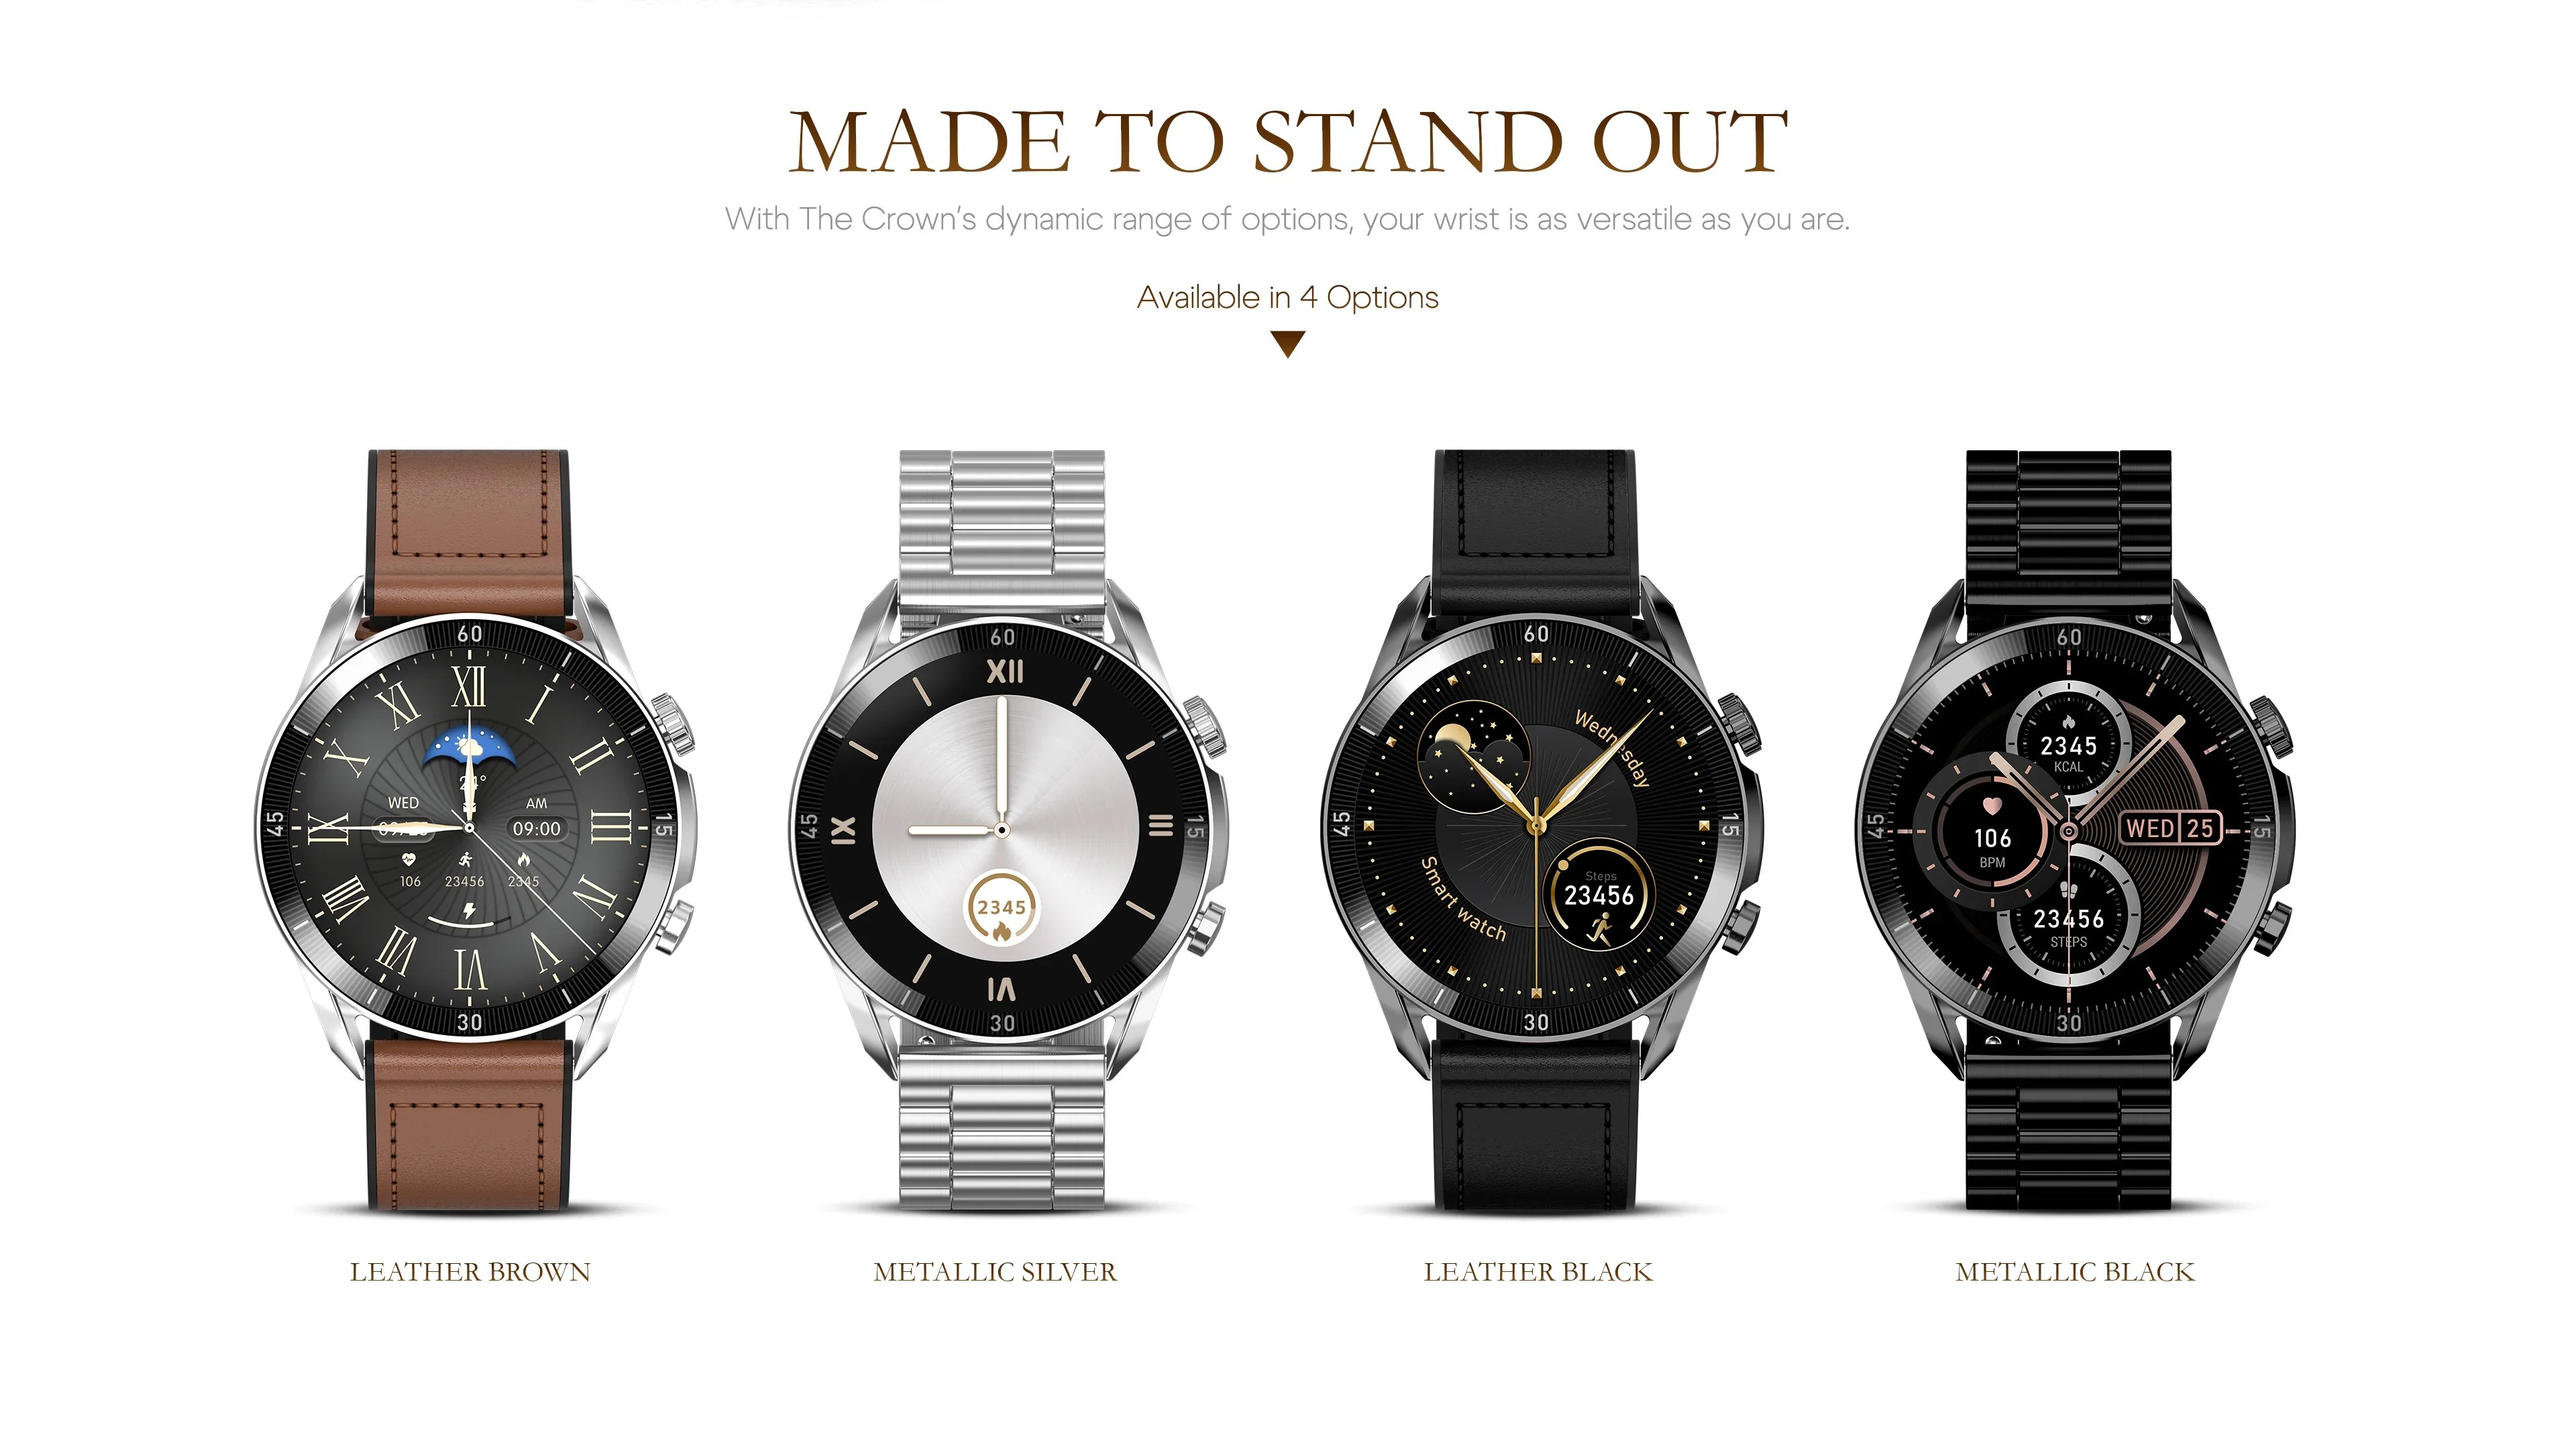 MADE TO STAND OUT
With The Crown's dynamic range of options, your wrist is as versatile as you are.
Available in 4 Options
60
XII
I
II
III
IV
V
VI
VII
VIII
IX
X
XI
WED
AM
09:00
106
23456
2345
45
15
30
60
XII
III
VI
IX
2345
45
15
30
60
Wednesday
Steps
23456
Smart watch
45
15
30
60
2345
KCAL
106
BPM
WED 25
23456
STEPS
45
15
30
LEATHER BROWN
METALLIC SILVER
LEATHER BLACK
METALLIC BLACK